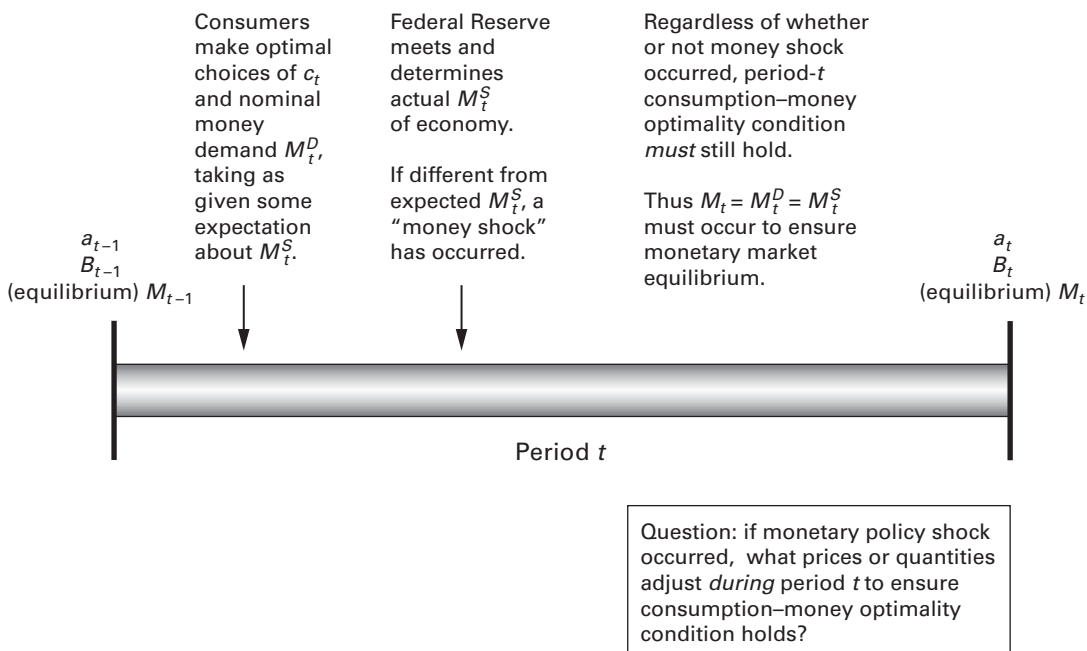 Consumers
make optimal
choices of c_t
and nominal
money
demand M_t^D,
taking as
given some
expectation
about M_t^S.
Federal Reserve
meets and
determines
actual M_t^S
of economy.
If different from
expected M_t^S, a
“money shock”
has occurred.
Regardless of whether
or not money shock
occurred, period-t
consumption–money
optimality condition
must still hold.
Thus M_t = M_t^D = M_t^S
must occur to ensure
monetary market
equilibrium.
a_{t–1}
B_{t–1}
(equilibrium) M_{t–1}
a_t
B_t
(equilibrium) M_t
Period t
Question: if monetary policy shock
occurred, what prices or quantities
adjust during period t to ensure
consumption–money optimality
condition holds?